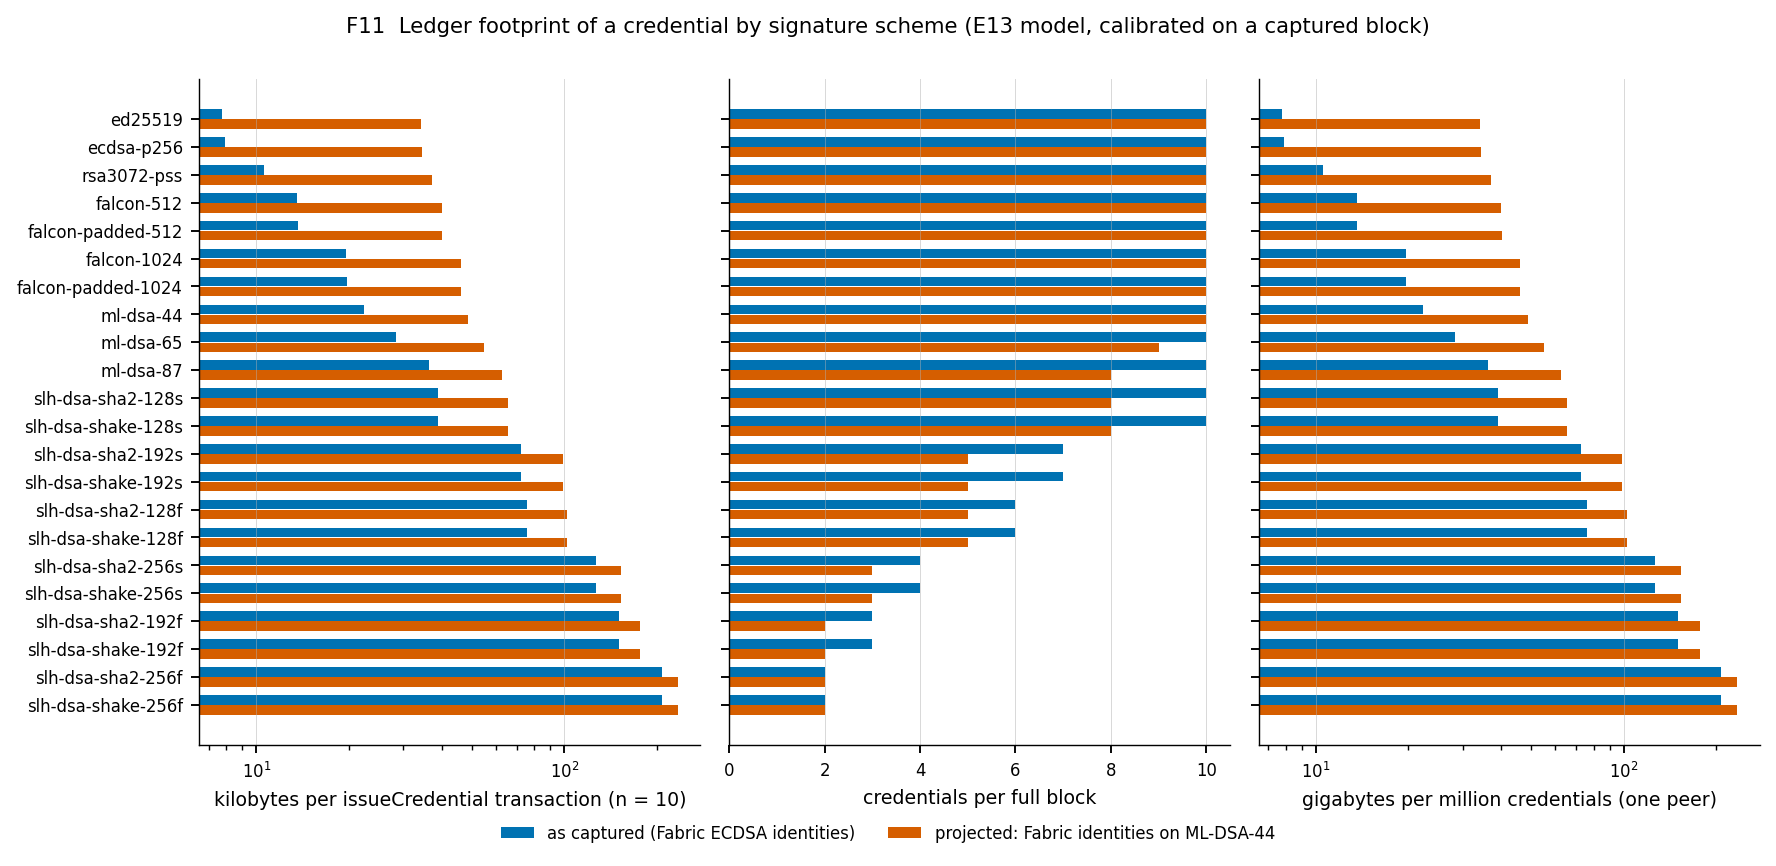 F11  Ledger footprint of a credential by signature scheme (E13 model, calibrated on a captured block)
ed25519
ecdsa-p256
rsa3072-pss
falcon-512
falcon-padded-512
falcon-1024
falcon-padded-1024
ml-dsa-44
ml-dsa-65
ml-dsa-87
slh-dsa-sha2-128s
slh-dsa-shake-128s
slh-dsa-sha2-192s
slh-dsa-shake-192s
slh-dsa-sha2-128f
slh-dsa-shake-128f
slh-dsa-sha2-256s
slh-dsa-shake-256s
slh-dsa-sha2-192f
slh-dsa-shake-192f
slh-dsa-sha2-256f
slh-dsa-shake-256f
10¹ 10²
kilobytes per issueCredential transaction (n = 10)
0 2 4 6 8 10
credentials per full block
10¹ 10²
gigabytes per million credentials (one peer)
as captured (Fabric ECDSA identities)
projected: Fabric identities on ML-DSA-44